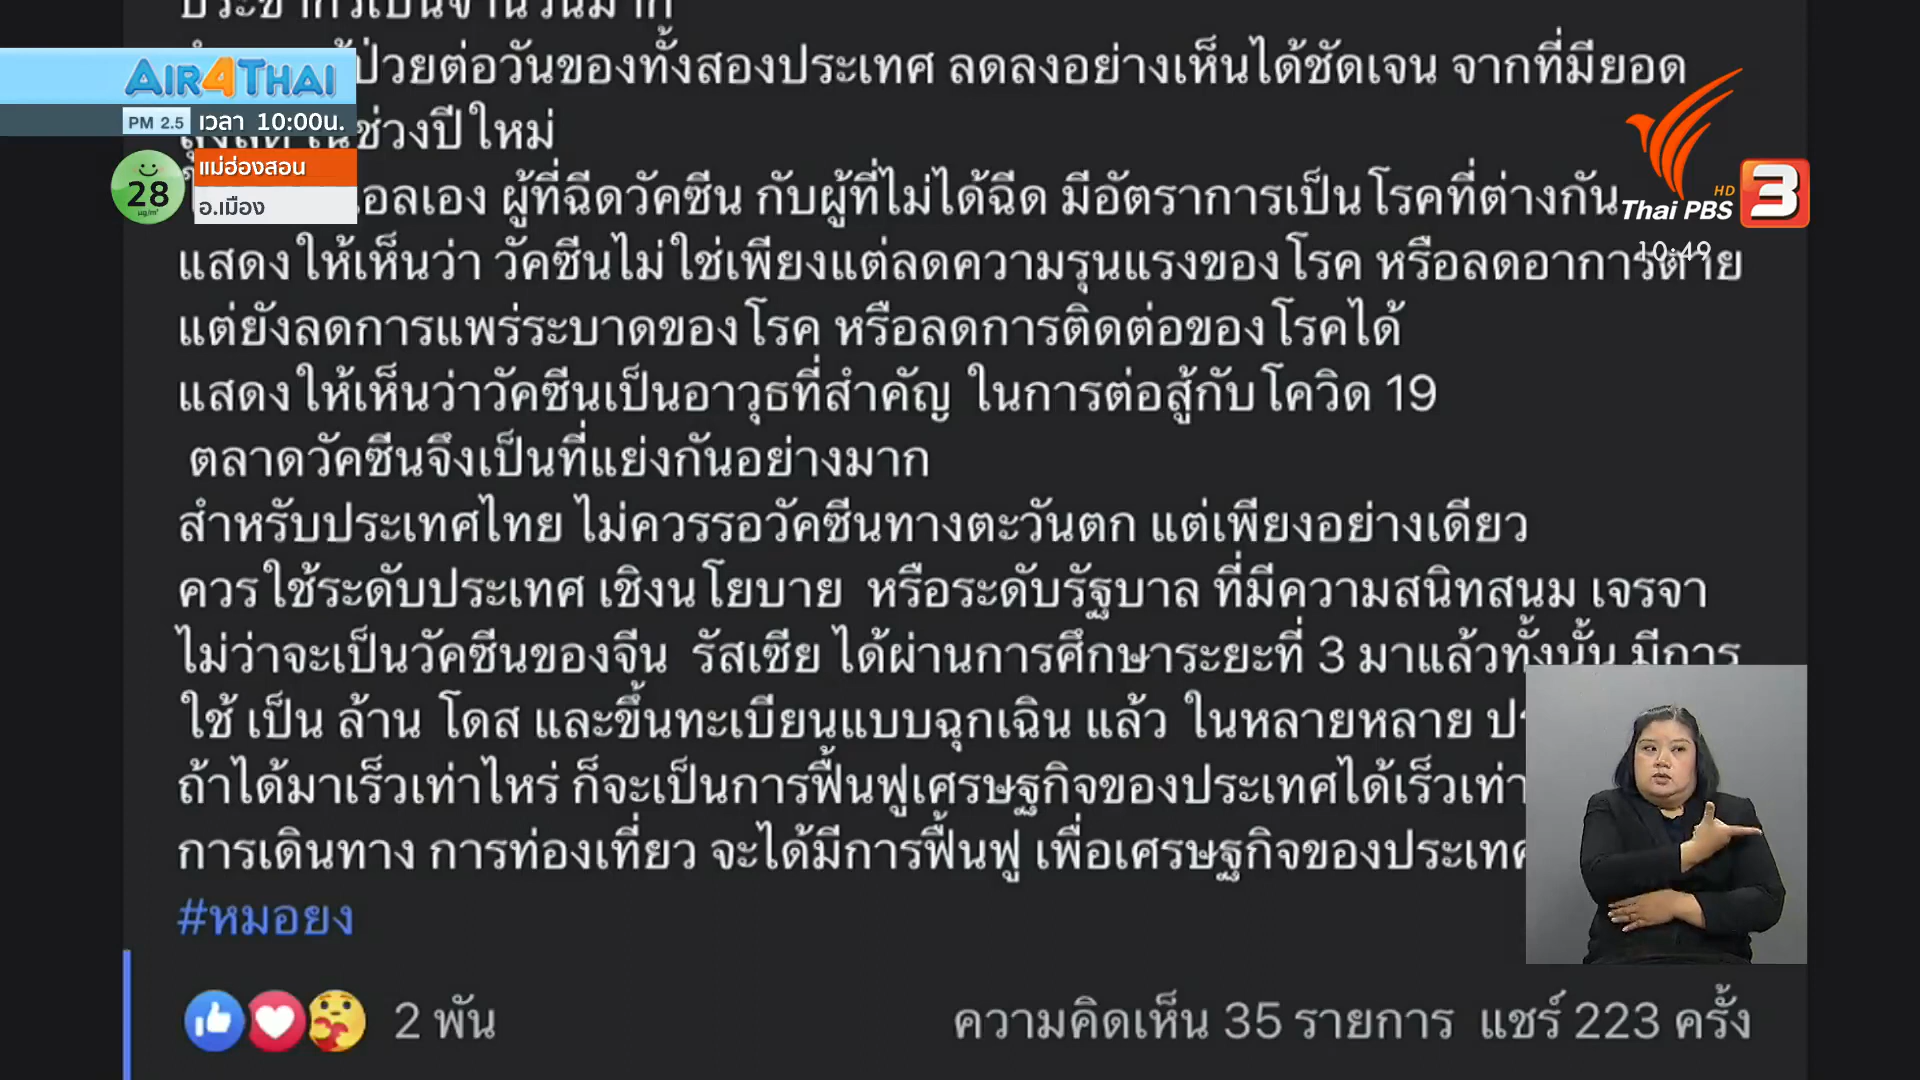 ประชากรเป็นจำนวนมาก
ป่วยต่อวันของทั้งสองประเทศ ลดลงอย่างเห็นได้ชัดเจน จากที่มียอด
ช่วงปีใหม่
เอง ผู้ที่ฉีดวัคซีน กับผู้ที่ไม่ได้ฉีด มีอัตราการเป็นโรคที่ต่างกัน
แสดงให้เห็นว่า วัคซีนไม่ใช่เพียงแต่ลดความรุนแรงของโรค หรือลดอาการตาย
แต่ยังลดการแพร่ระบาดของโรค หรือลดการติดต่อของโรคได้
แสดงให้เห็นว่าวัคซีนเป็นอาวุธที่สำคัญ ในการต่อสู้กับโควิด 19
ตลาดวัคซีนจึงเป็นที่แย่งกันอย่างมาก
สำหรับประเทศไทย ไม่ควรรอวัคซีนทางตะวันตก แต่เพียงอย่างเดียว
ควรใช้ระดับประเทศ เชิงนโยบาย หรือระดับรัฐบาล ที่มีความสนิทสนม เจรจา
ไม่ว่าจะเป็นวัคซีนของจีน รัสเซีย ได้ผ่านการศึกษาระยะที่ 3 มาแล้วทั้งนั้น มีการ
ใช้ เป็น ล้าน โดส และขึ้นทะเบียนแบบฉุกเฉิน แล้ว ในหลายหลาย
ถ้าได้มาเร็วเท่าไหร่ ก็จะเป็นการฟื้นฟูเศรษฐกิจของประเทศได้เร็วเท่า
การเดินทาง การท่องเที่ยว จะได้มีการฟื้นฟู เพื่อเศรษฐกิจของประเทศ
#หมอยง
2 พัน
ความคิดเห็น 35 รายการ แชร์ 223 ครั้ง
AIR4THAI
PM 2.5 เวลา 10:00น.
28
µg/m³
แม่ฮ่องสอน
อ.เมือง
HD
Thai PBS 3
10:49